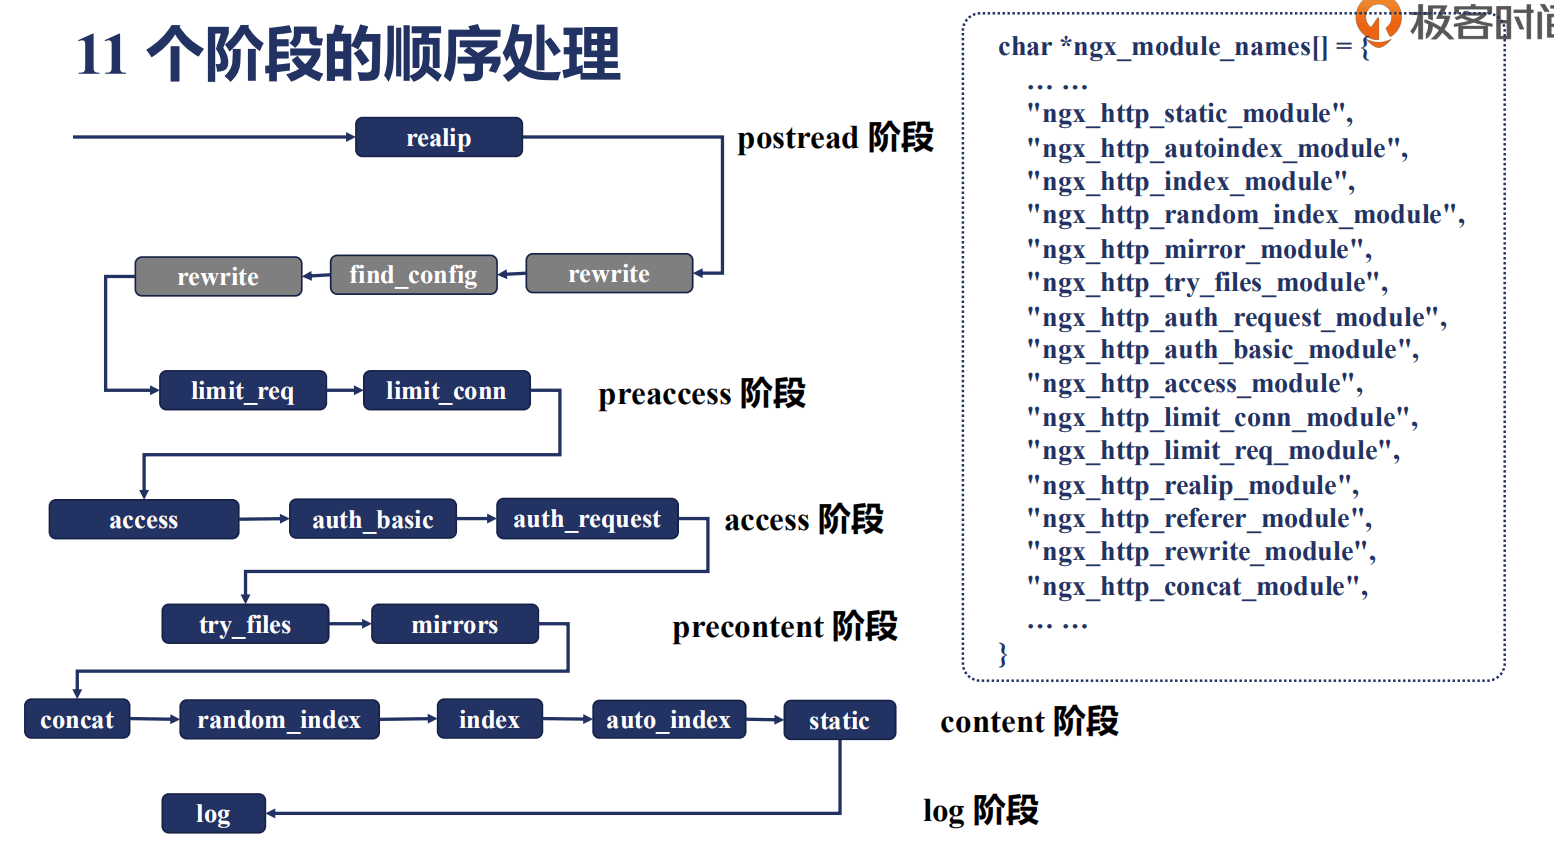 11 个阶段的顺序处理
realip
postread 阶段
rewrite
find_config
rewrite
limit_req
limit_conn
preaccess 阶段
access
auth_basic
auth_request
access 阶段
try_files
mirrors
precontent 阶段
concat
random_index
index
auto_index
static
content 阶段
log
log 阶段
极客时间
char *ngx_module_names[] = {
... ...
"ngx_http_static_module",
"ngx_http_autoindex_module",
"ngx_http_index_module",
"ngx_http_random_index_module",
"ngx_http_mirror_module",
"ngx_http_try_files_module",
"ngx_http_auth_request_module",
"ngx_http_auth_basic_module",
"ngx_http_access_module",
"ngx_http_limit_conn_module",
"ngx_http_limit_req_module",
"ngx_http_realip_module",
"ngx_http_referer_module",
"ngx_http_rewrite_module",
"ngx_http_concat_module",
... ...
}